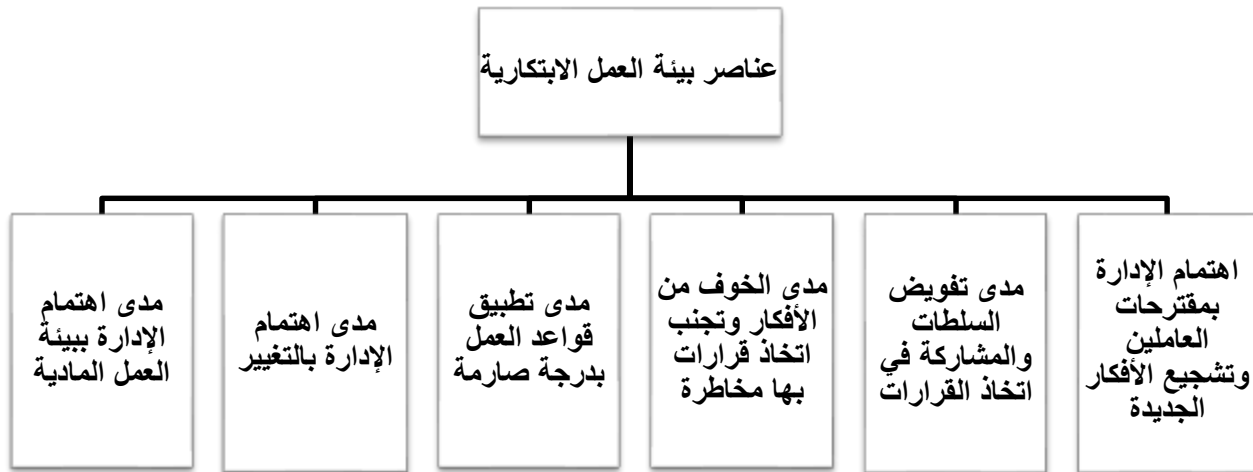 عناصر بيئة العمل الابتكارية
اهتمام الإدارة
بمقترحات
العاملين
وتشجيع الأفكار
الجديدة
مدى تفويض
السلطات
والمشاركة في
اتخاذ القرارات
مدى الخوف من
الأفكار وتجنب
اتخاذ قرارات
بها مخاطرة
مدى تطبيق
قواعد العمل
بدرجة صارمة
مدى اهتمام
الإدارة بالتغيير
مدى اهتمام
الإدارة ببيئة
العمل المادية